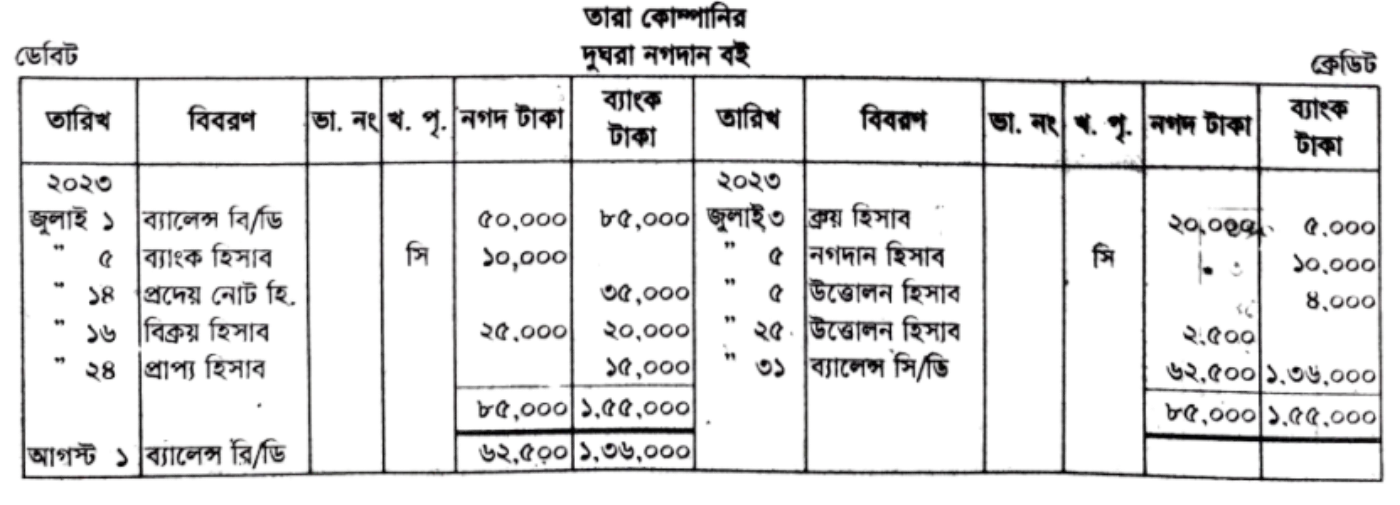 তারা কোম্পানির
ডেবিট দুঘরা নগদান বই ক্রেডিট
তারিখ বিবরণ ভা. নং খ. পৃ. নগদ টাকা ব্যাংক টাকা তারিখ বিবরণ ভা. নং খ. পৃ. নগদ টাকা ব্যাংক টাকা
২০২৩ ২০২৩
জুলাই ১ ব্যালেন্স বি/ডি ৫০,০০০ ৮৫,০০০ জুলাই ৩ ক্রয় হিসাব ২০,০০০ ৫,০০০
" ৫ ব্যাংক হিসাব সি ১০,০০০ " ৫ নগদান হিসাব সি ১০,০০০
" ১৪ প্রদেয় নোট হি. ৩৫,০০০ " ৫ উত্তোলন হিসাব ৪,০০০
" ১৬ বিক্রয় হিসাব ২৫,০০০ ২০,০০০ " ২৫ উত্তোলন হিসাব ২,৫০০
" ২৪ প্রাপ্য হিসাব ১৫,০০০ " ৩১ ব্যালেন্স সি/ডি ৬২,৫০০ ১,৩৬,০০০
৮৫,০০০ ১,৫৫,০০০ ৮৫,০০০ ১,৫৫,০০০
আগস্ট ১ ব্যালেন্স রি/ডি ৬২,৫০০ ১,৩৬,০০০